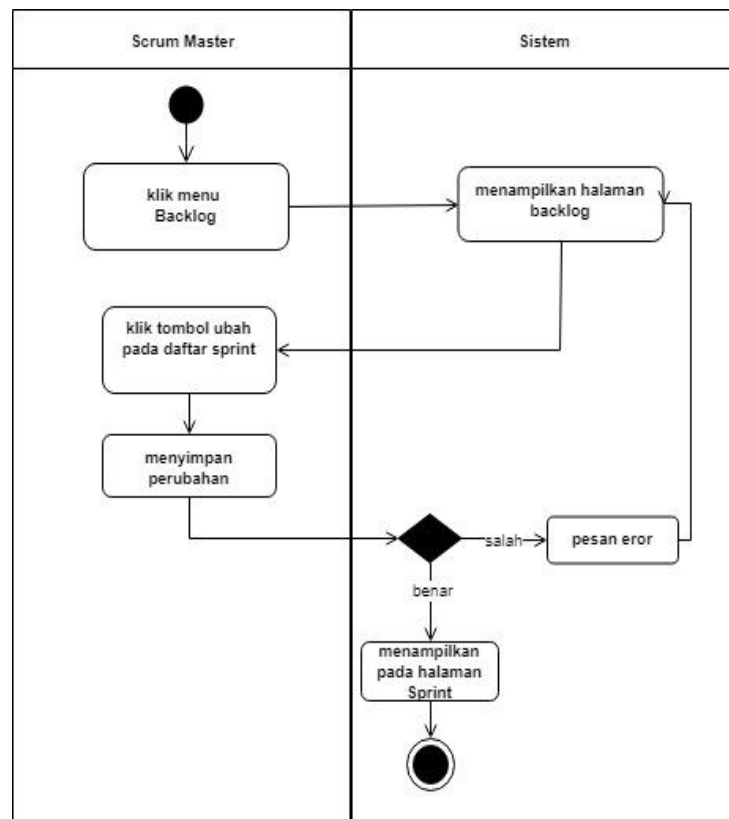 Scrum Master
Sistem
klik menu
Backlog
menampilkan halaman
backlog
klik tombol ubah
pada daftar sprint
menyimpan
perubahan
salah
pesan eror
benar
menampilkan
pada halaman
Sprint